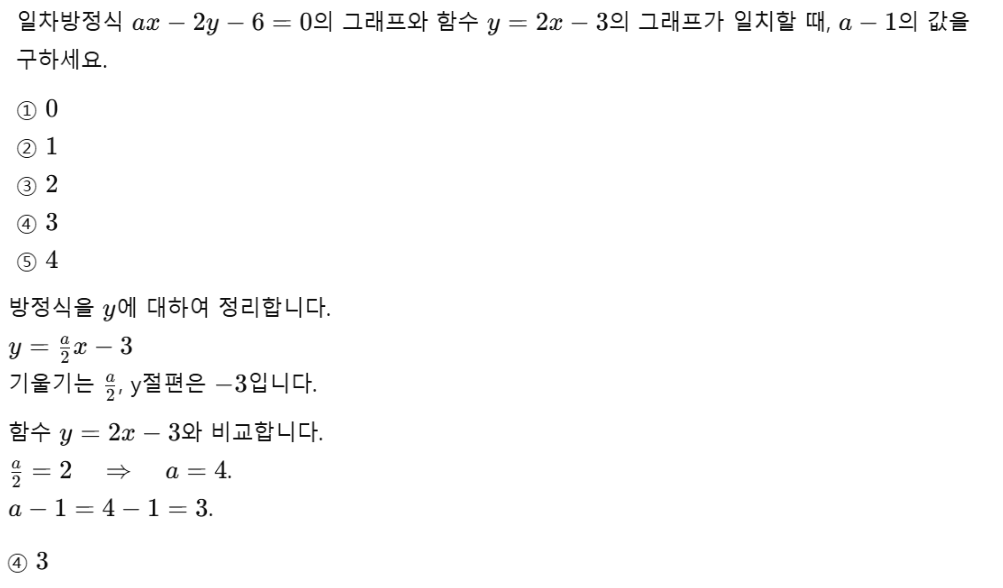 일차방정식 ax − 2y − 6 = 0의 그래프와 함수 y = 2x − 3의 그래프가 일치할 때, a − 1의 값을
구하세요.
① 0
② 1
③ 2
④ 3
⑤ 4
방정식을 y에 대하여 정리합니다.
y = \frac{a}{2}x − 3
기울기는 \frac{a}{2}, y절편은 −3입니다.
함수 y = 2x − 3와 비교합니다.
\frac{a}{2} = 2 ⇒ a = 4.
a − 1 = 4 − 1 = 3.
④ 3